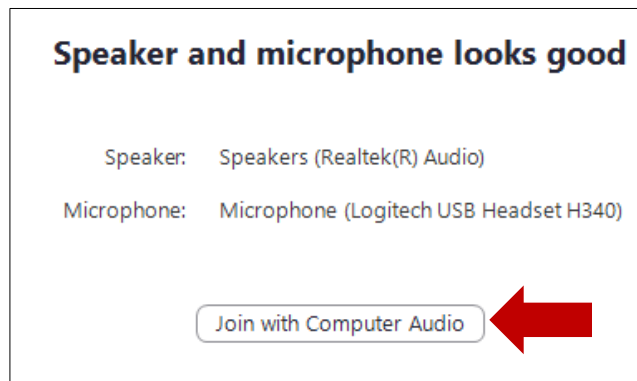 Speaker and microphone looks good
Speaker: Speakers (Realtek(R) Audio)
Microphone: Microphone (Logitech USB Headset H340)
Join with Computer Audio